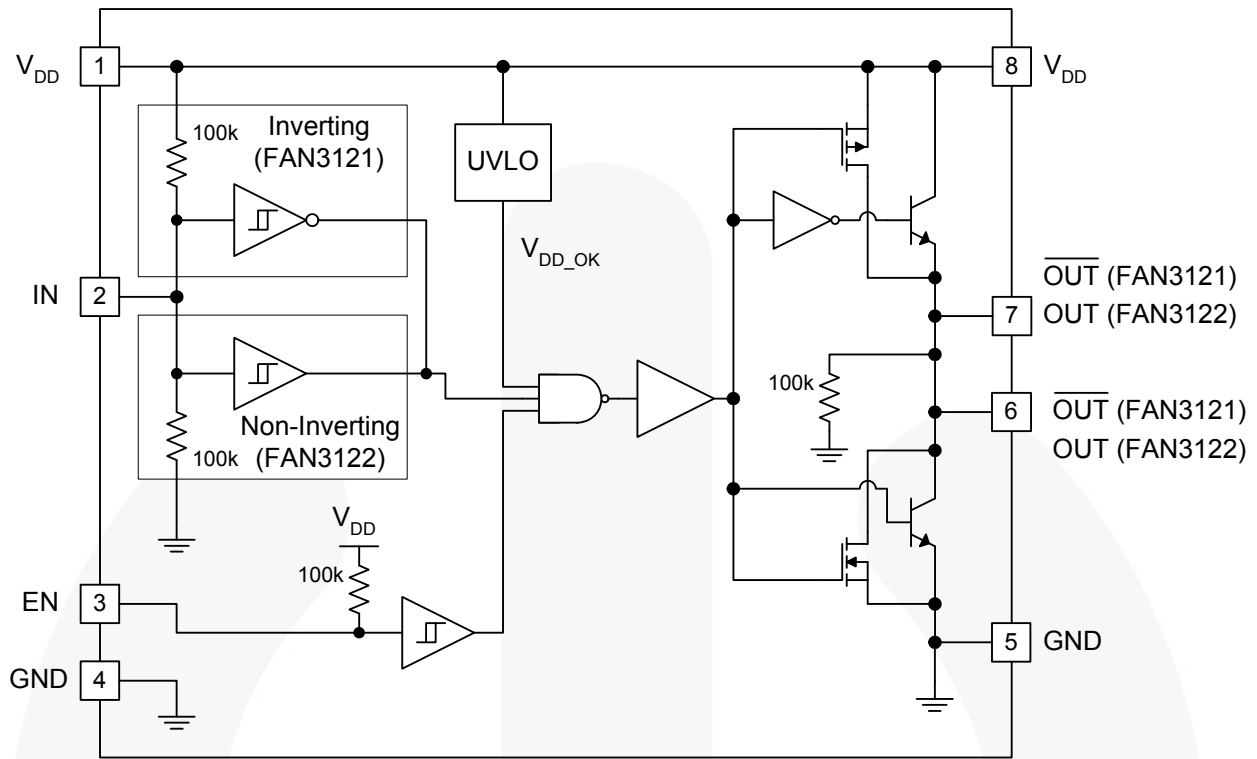 V_DD
1
8
V_DD
100k
Inverting
(FAN3121)
UVLO
V_DD_OK
IN
2
7
OUT (FAN3121)
OUT (FAN3122)
100k
Non-Inverting
(FAN3122)
100k
6
OUT (FAN3121)
OUT (FAN3122)
V_DD
100k
EN
3
5
GND
GND
4